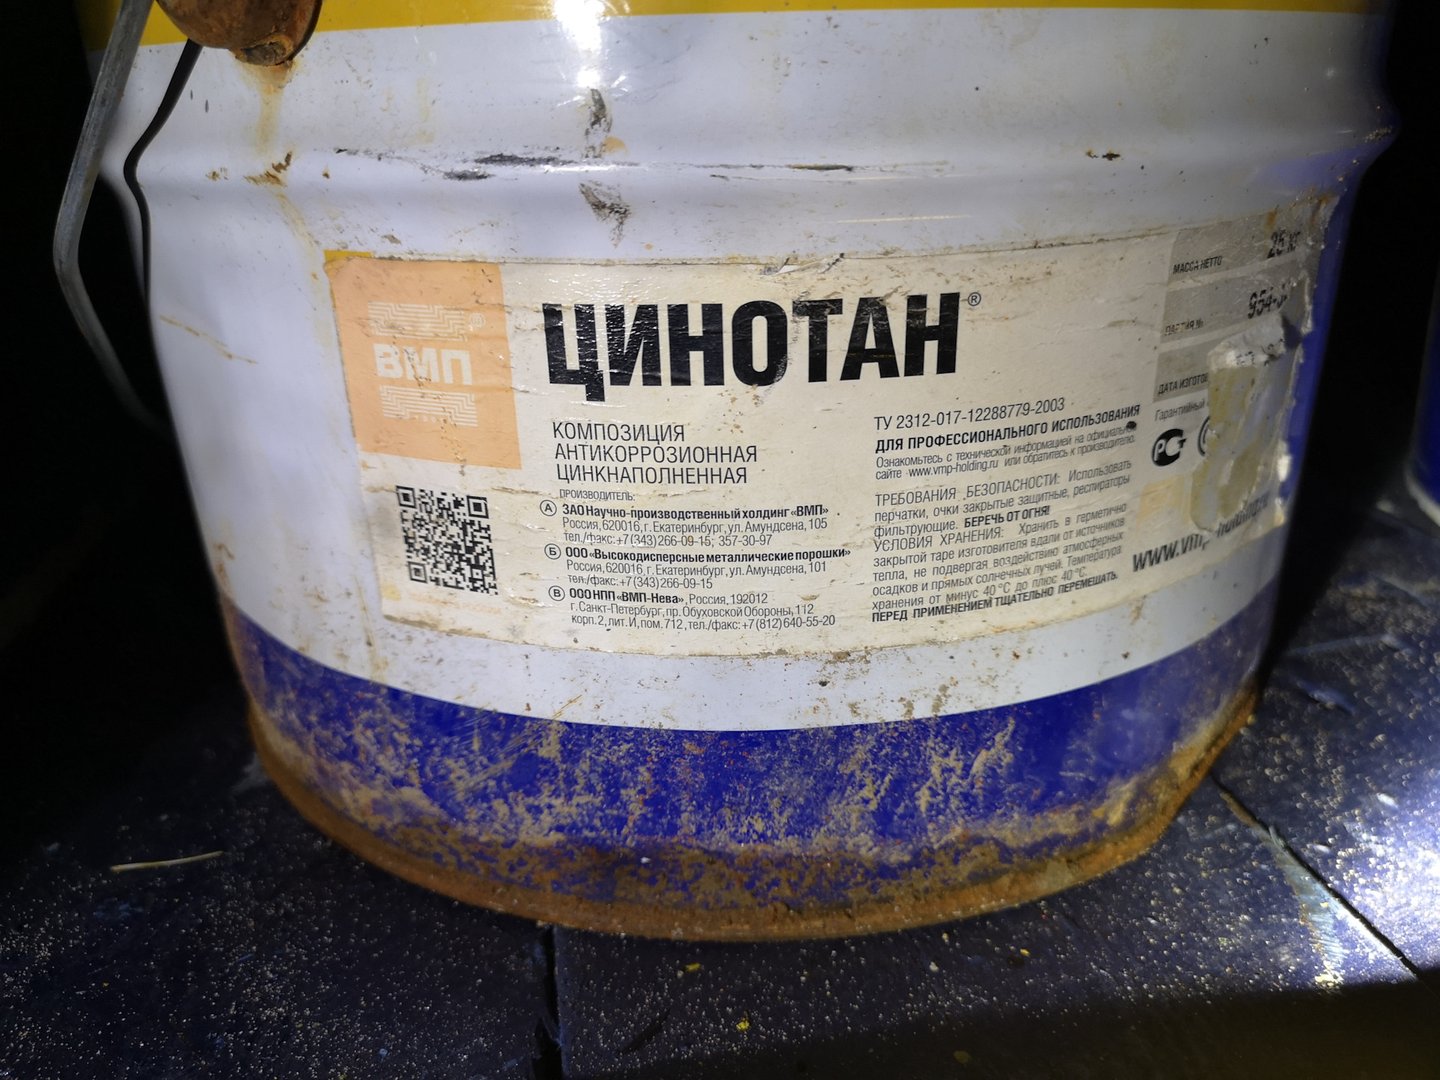 ВМП
®
ЦИНОТАН®
КОМПОЗИЦИЯ
АНТИКОРРОЗИОННАЯ
ЦИНКНАПОЛНЕННАЯ
ПРОИЗВОДИТЕЛЬ:
А ЗАО Научно-производственный холдинг «ВМП»
Россия, 620016, г. Екатеринбург, ул. Амундсена, 105
тел./факс: +7 (343) 266-09-15; 357-30-97
Б ООО «Высокодисперсные металлические порошки»
Россия, 620016, г. Екатеринбург, ул. Амундсена, 101
тел./факс: +7 (343) 266-09-15
В ООО НПП «ВМП-Нева», Россия, 192012
г. Санкт-Петербург, пр. Обуховской Обороны, 112
корп. 2, лит. И, пом. 712, тел./факс: +7 (812) 640-55-20
ТУ 2312-017-12288779-2003
ДЛЯ ПРОФЕССИОНАЛЬНОГО ИСПОЛЬЗОВАНИЯ
Ознакомьтесь с технической информацией на официальном
сайте www.vmp-holding.ru или обратитесь к производителю.
ТРЕБОВАНИЯ БЕЗОПАСНОСТИ: Использовать
перчатки, очки закрытые защитные, респираторы
фильтрующие. БЕРЕЧЬ ОТ ОГНЯ!
УСЛОВИЯ ХРАНЕНИЯ: Хранить в герметично
закрытой таре изготовителя вдали от источников
тепла, не подвергая воздействию атмосферных
осадков и прямых солнечных лучей. Температура
хранения от минус 40 °С до плюс 40 °С.
ПЕРЕД ПРИМЕНЕНИЕМ ТЩАТЕЛЬНО ПЕРЕМЕШАТЬ.
МАССА НЕТТО 25 кг
ПАРТИЯ № 954-
ДАТА ИЗГОТОВ
Гарантийный
РСТ
www.vmp-holding.ru